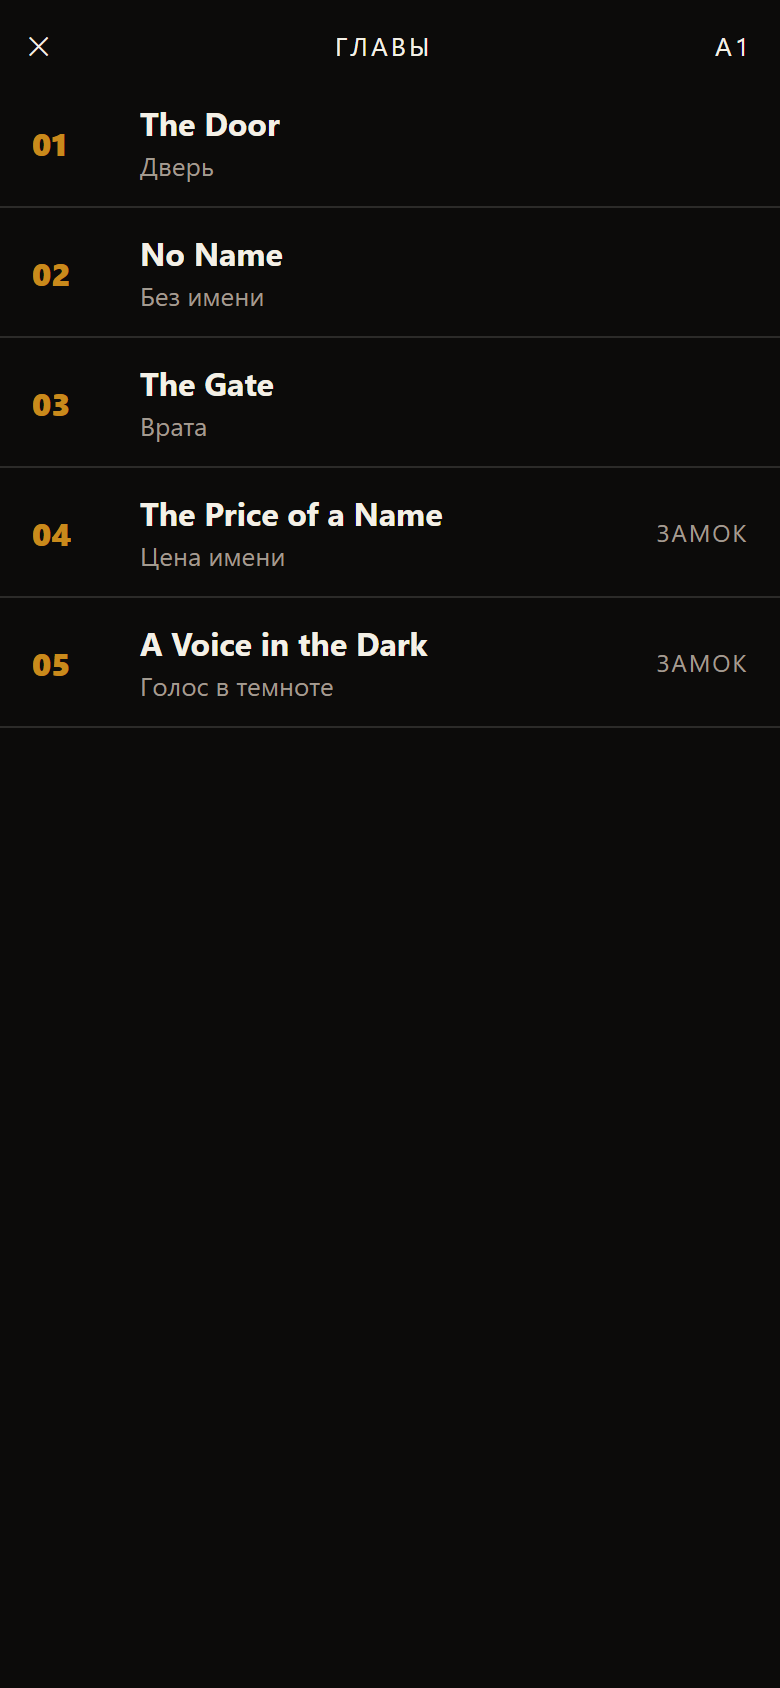 ГЛАВЫ A1
01 The Door
Дверь
02 No Name
Без имени
03 The Gate
Врата
04 The Price of a Name ЗАМОК
Цена имени
05 A Voice in the Dark ЗАМОК
Голос в темноте